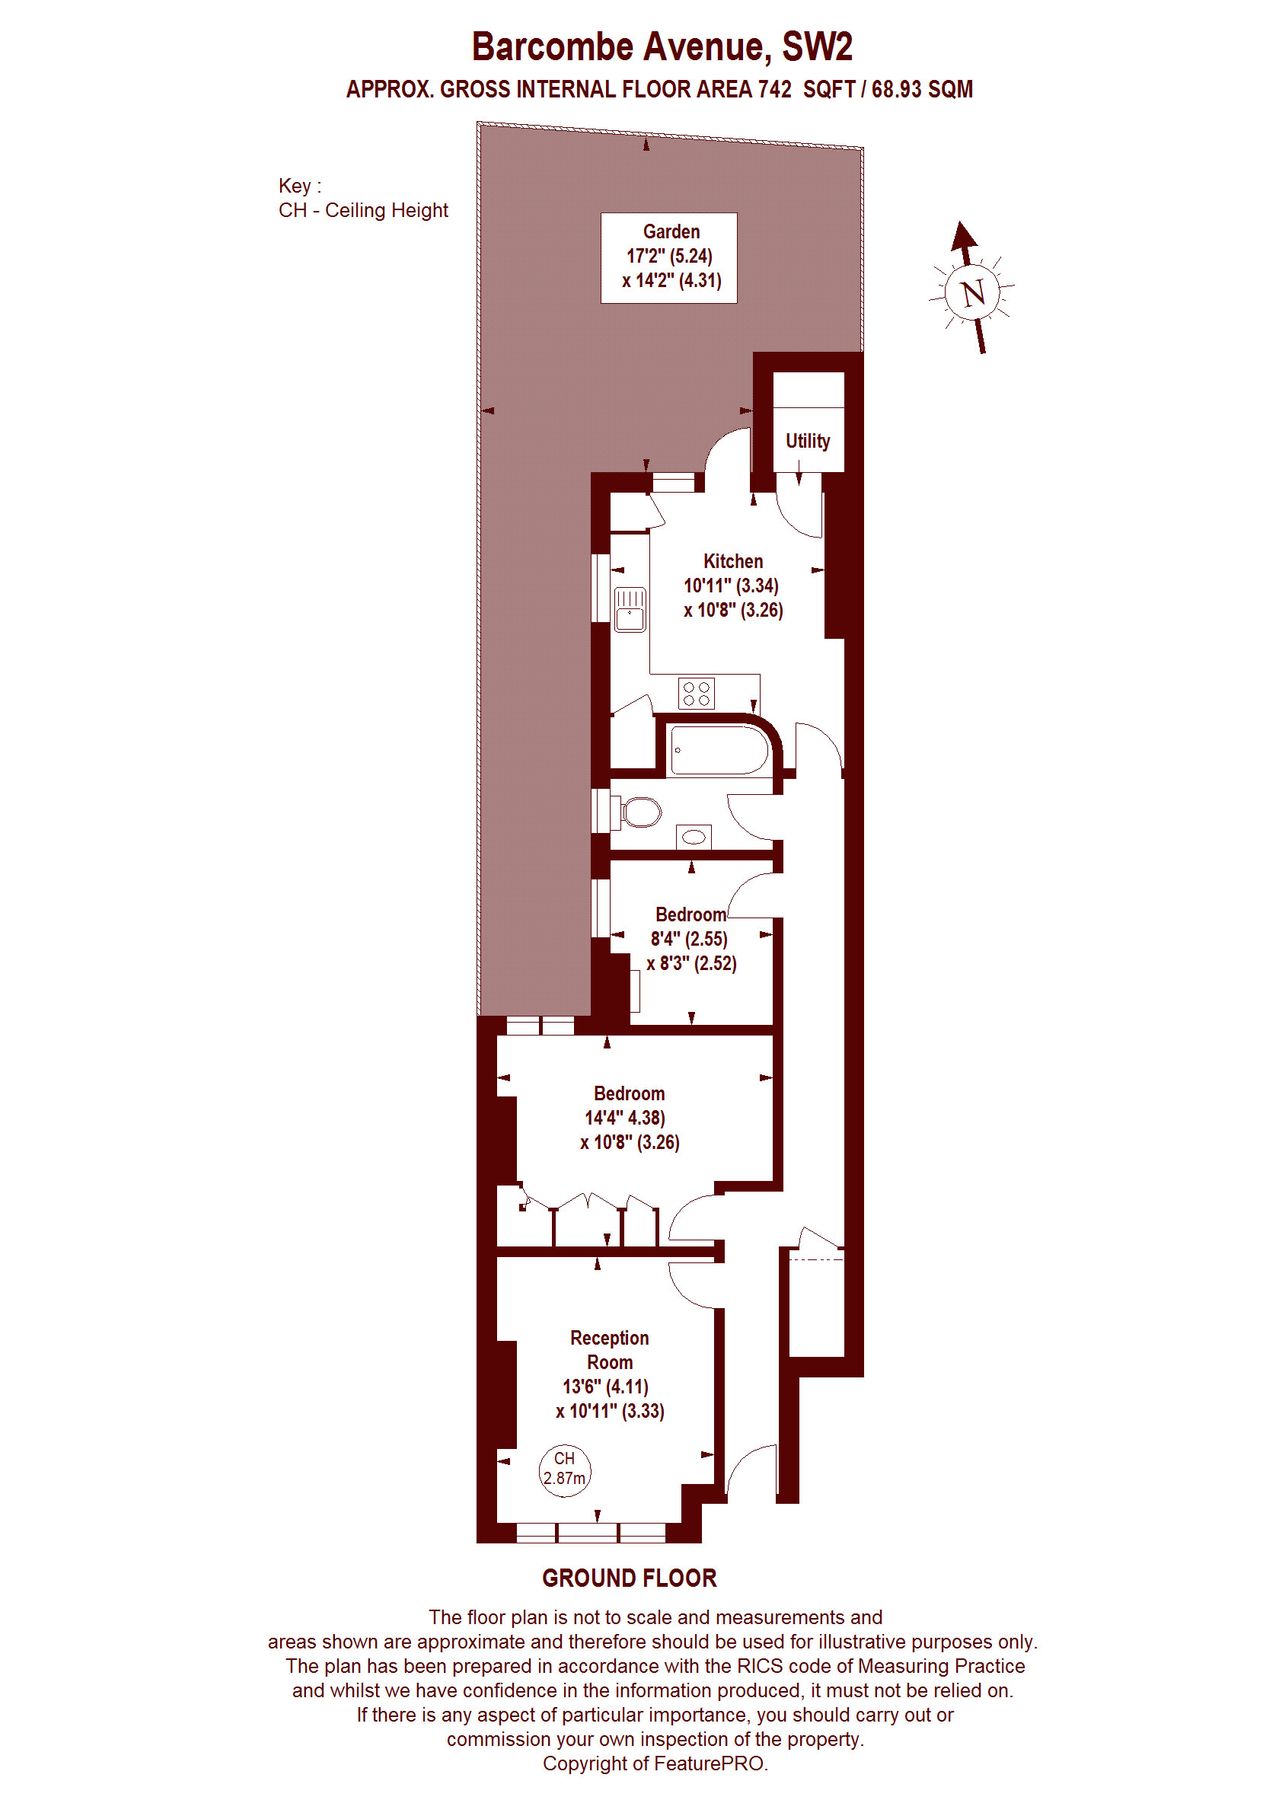 Barcombe Avenue, SW2
APPROX. GROSS INTERNAL FLOOR AREA 742 SQFT / 68.93 SQM
Key :
CH - Ceiling Height
Garden
17'2" (5.24)
x 14'2" (4.31)
N
Utility
Kitchen
10'11" (3.34)
x 10'8" (3.26)
Bedroom
8'4" (2.55)
x 8'3" (2.52)
Bedroom
14'4" 4.38)
x 10'8" (3.26)
Reception
Room
13'6" (4.11)
x 10'11" (3.33)
CH
2.87m
GROUND FLOOR
The floor plan is not to scale and measurements and
areas shown are approximate and therefore should be used for illustrative purposes only.
The plan has been prepared in accordance with the RICS code of Measuring Practice
and whilst we have confidence in the information produced, it must not be relied on.
If there is any aspect of particular importance, you should carry out or
commission your own inspection of the property.
Copyright of FeaturePRO.